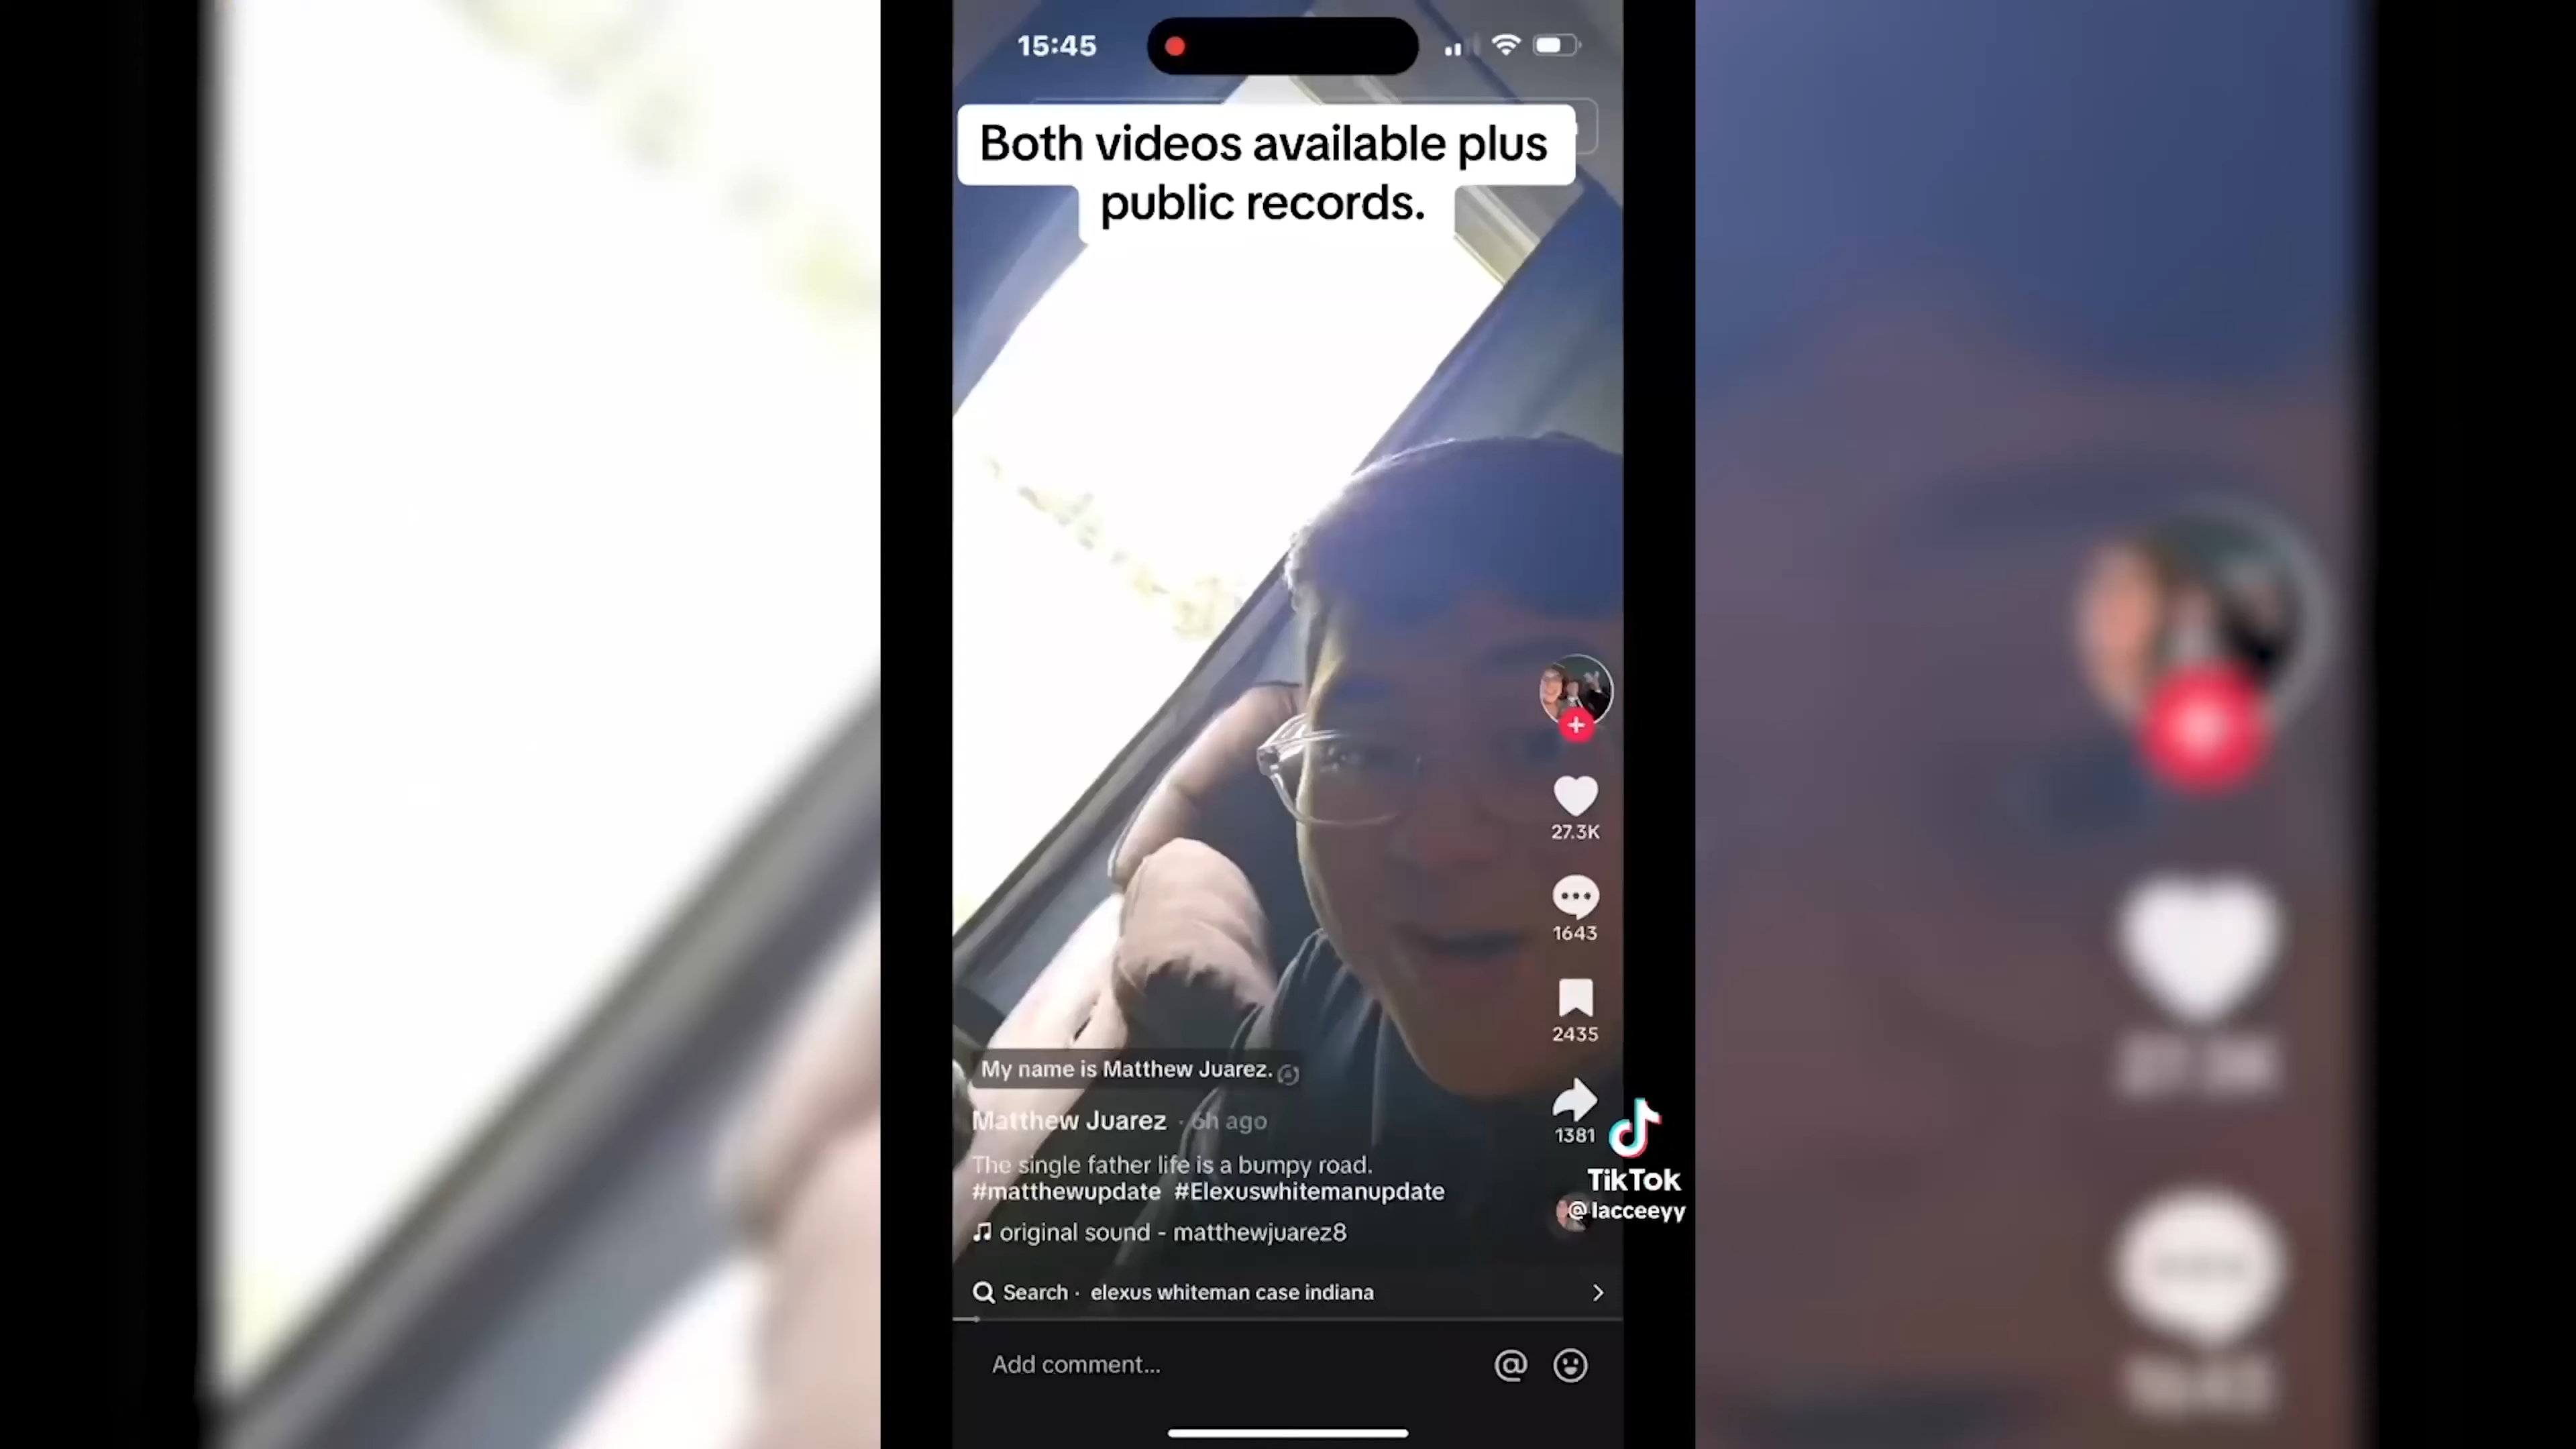 15:45
Both videos available plus
public records.
27.3K
1643
2435
1381
My name is Matthew Juarez.
Matthew Juarez · 6h ago
The single father life is a bumpy road.
#matthewupdate #Elexuswhitemanupdate
original sound - matthewjuarez8
TikTok
@lacceeyy
Search · elexus whiteman case indiana
Add comment...